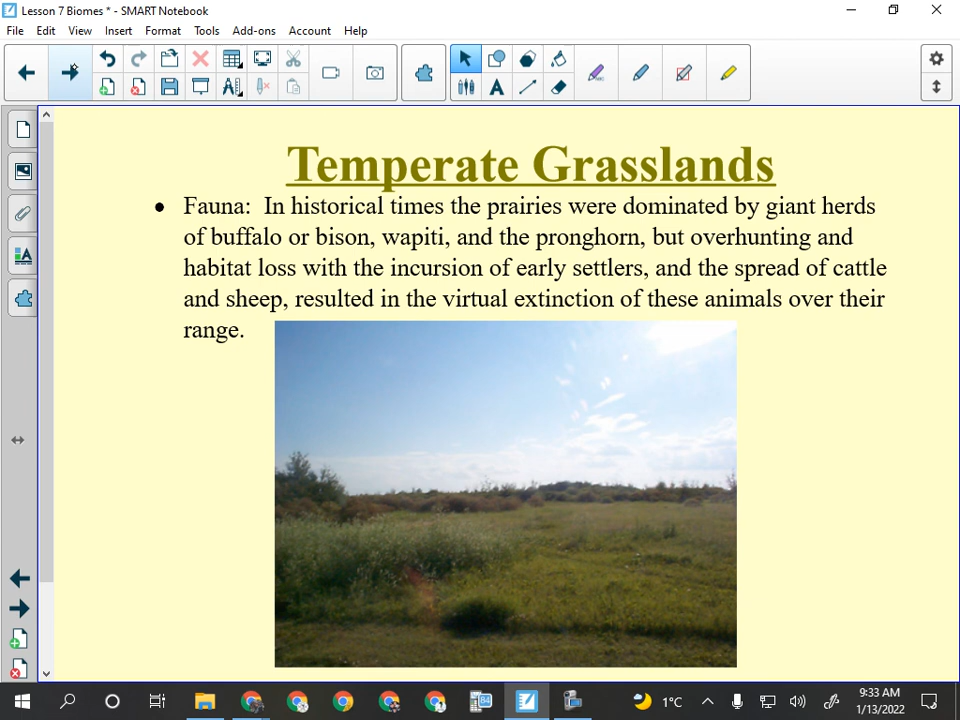 Lesson 7 Biomes * - SMART Notebook
File Edit View Insert Format Tools Add-ons Account Help
Temperate Grasslands
• Fauna: In historical times the prairies were dominated by giant herds
of buffalo or bison, wapiti, and the pronghorn, but overhunting and
habitat loss with the incursion of early settlers, and the spread of cattle
and sheep, resulted in the virtual extinction of these animals over their
range.
1°C
9:33 AM
1/13/2022